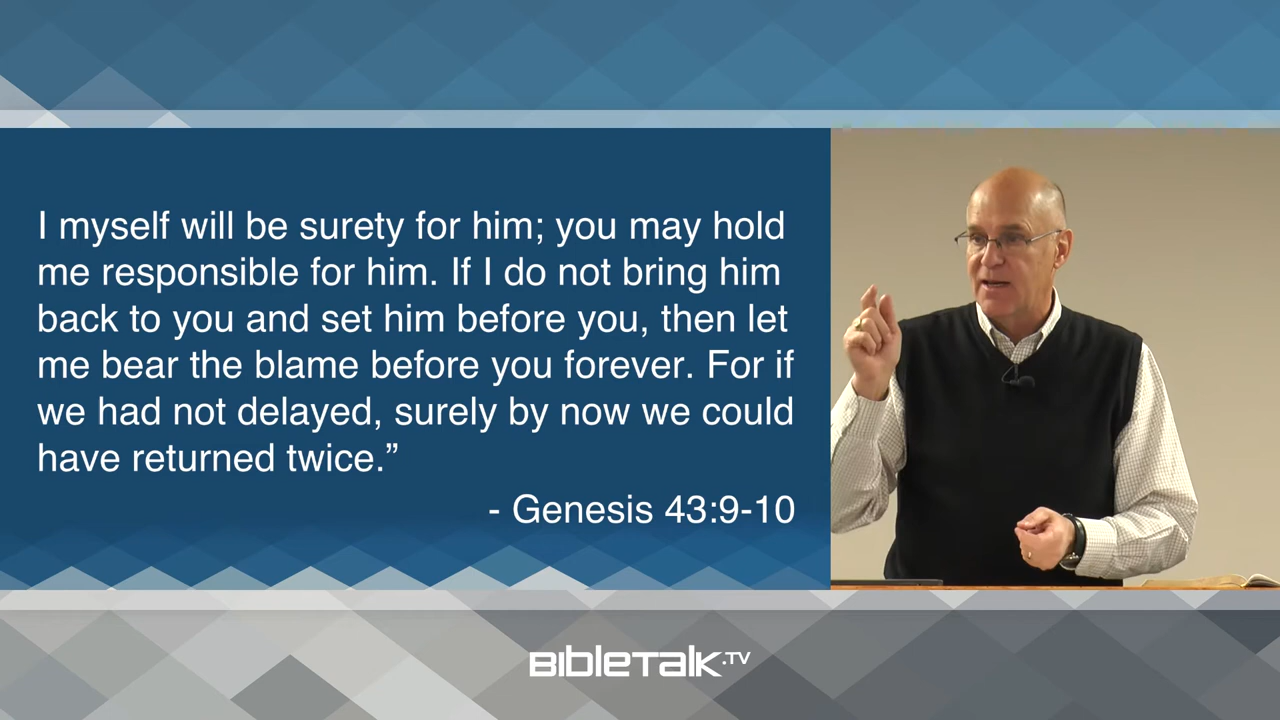 I myself will be surety for him; you may hold
me responsible for him. If I do not bring him
back to you and set him before you, then let
me bear the blame before you forever. For if
we had not delayed, surely by now we could
have returned twice.”
- Genesis 43:9-10
BIBLETALK.TV